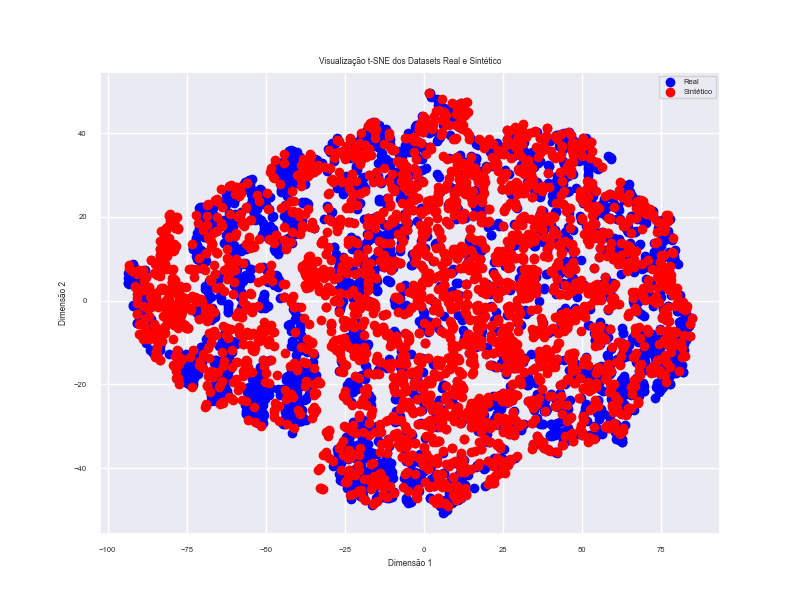 Visualização t-SNE dos Datasets Real e Sintético
Real
Sintético
40
20
0
−20
−40
Dimensão 2
−100
−75
−50
−25
0
25
50
75
Dimensão 1